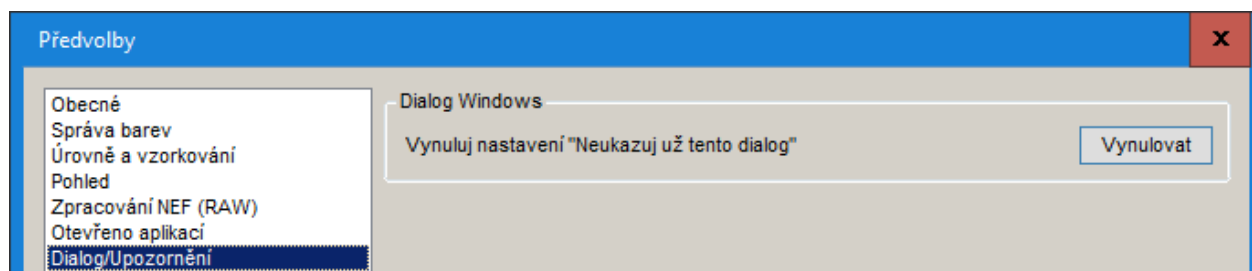 Předvolby
x
Obecné
Správa barev
Úrovně a vzorkování
Pohled
Zpracování NEF (RAW)
Otevřeno aplikací
Dialog/Upozornění
Dialog Windows
Vynuluj nastavení "Neukazuj už tento dialog"
Vynulovat